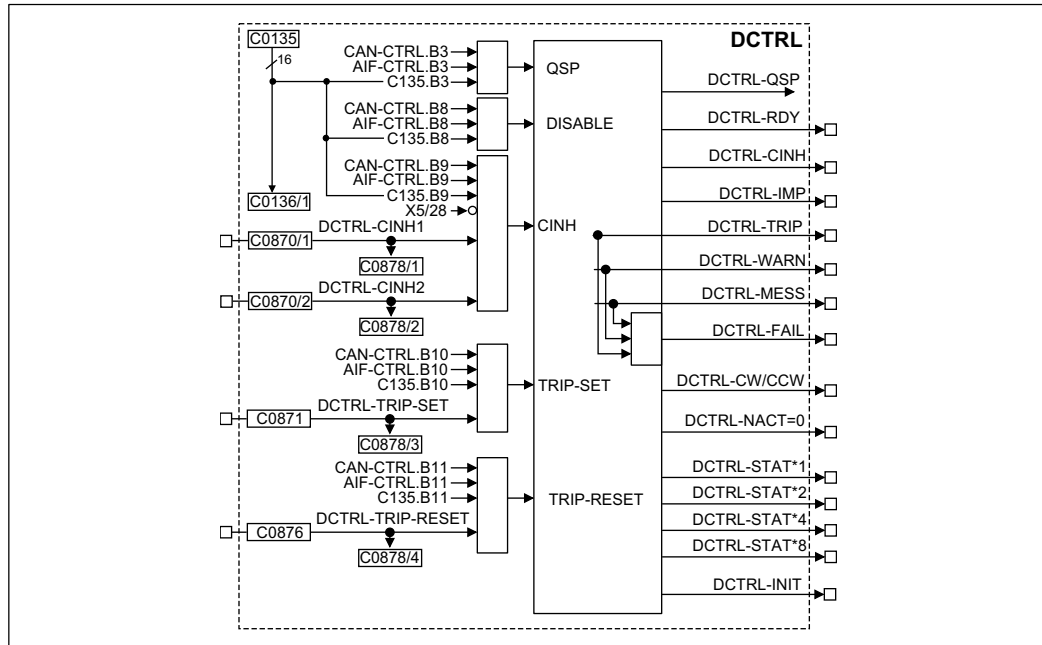 C0135
DCTRL
16
CAN-CTRL.B3
AIF-CTRL.B3
C135.B3
QSP
DCTRL-QSP
CAN-CTRL.B8
AIF-CTRL.B8
C135.B8
DISABLE
DCTRL-RDY
CAN-CTRL.B9
AIF-CTRL.B9
C135.B9
X5/28
CINH
DCTRL-CINH
DCTRL-IMP
C0136/1
DCTRL-CINH1
C0870/1
C0878/1
DCTRL-TRIP
DCTRL-WARN
DCTRL-CINH2
C0870/2
C0878/2
DCTRL-MESS
DCTRL-FAIL
CAN-CTRL.B10
AIF-CTRL.B10
C135.B10
TRIP-SET
DCTRL-CW/CCW
DCTRL-TRIP-SET
C0871
C0878/3
DCTRL-NACT=0
CAN-CTRL.B11
AIF-CTRL.B11
C135.B11
TRIP-RESET
DCTRL-STAT*1
DCTRL-STAT*2
DCTRL-TRIP-RESET
C0876
C0878/4
DCTRL-STAT*4
DCTRL-STAT*8
DCTRL-INIT